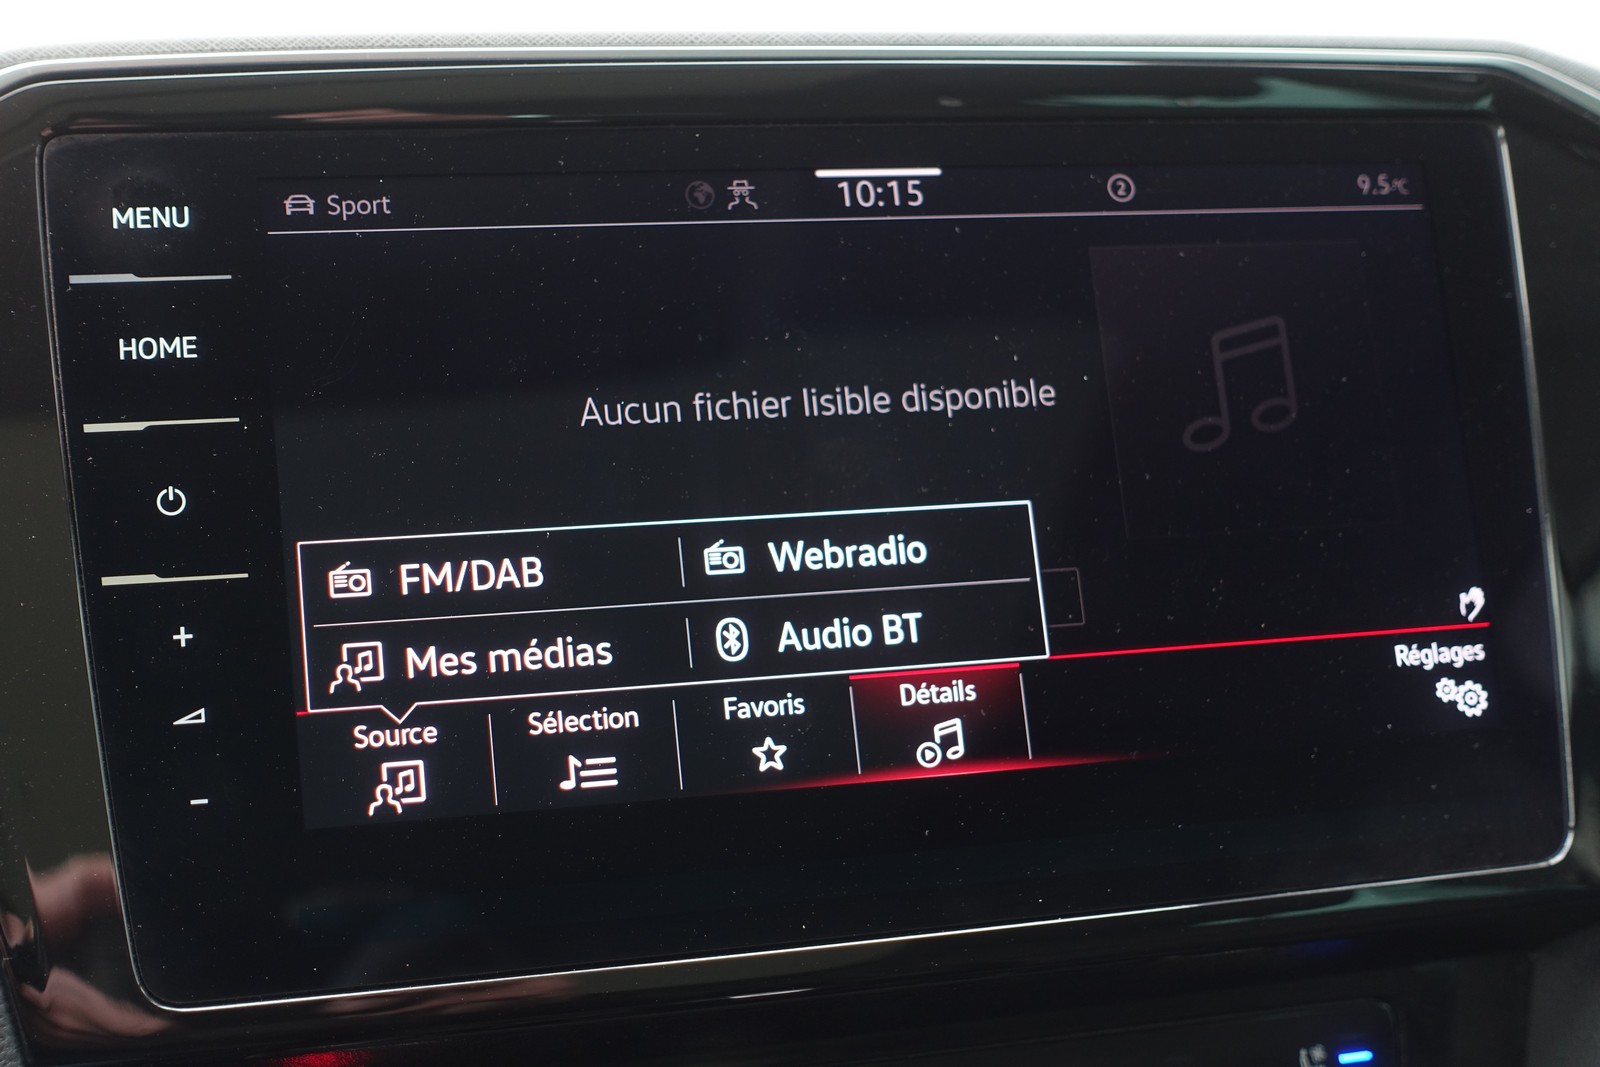 MENU
HOME
Sport
10:15
2
9.5°C
Aucun fichier lisible disponible
FM/DAB
Webradio
Mes médias
Audio BT
Source
Sélection
Favoris
Détails
Réglages